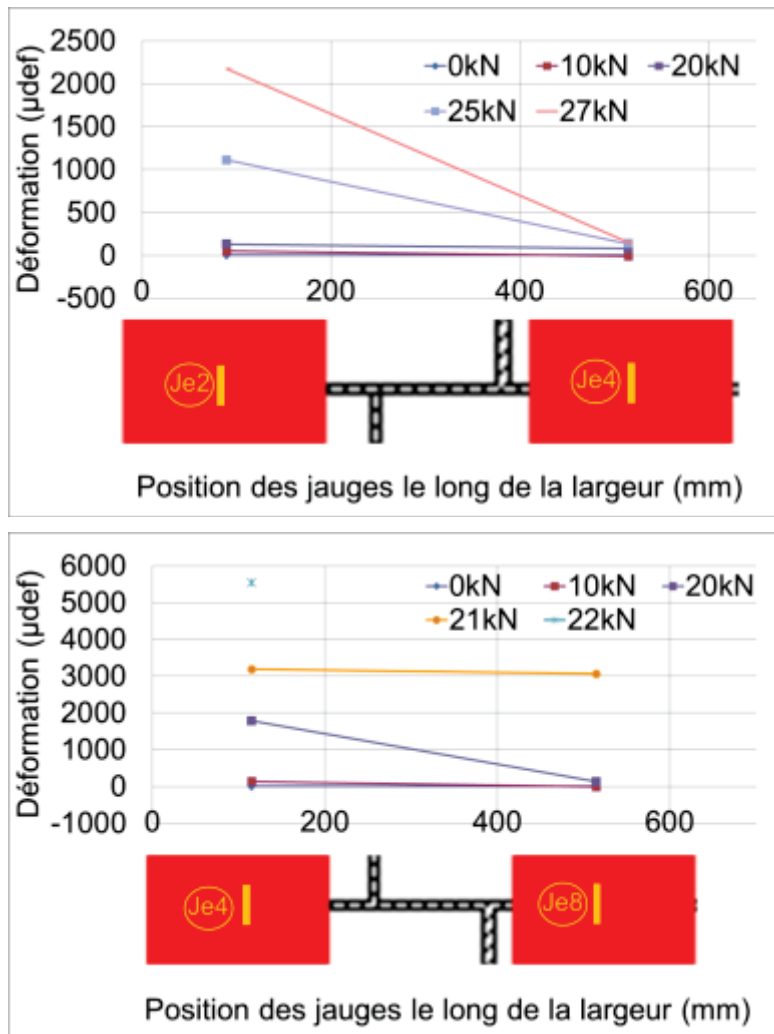 2500
2000
1500
1000
500
0
-500
Déformation (µdef)
0kN 10kN 20kN
25kN 27kN
0 200 400 600
Je2 Je4
Position des jauges le long de la largeur (mm)
6000
5000
4000
3000
2000
1000
0
-1000
Déformation (µdef)
0kN 10kN 20kN
21kN 22kN
0 200 400 600
Je4 Je8
Position des jauges le long de la largeur (mm)